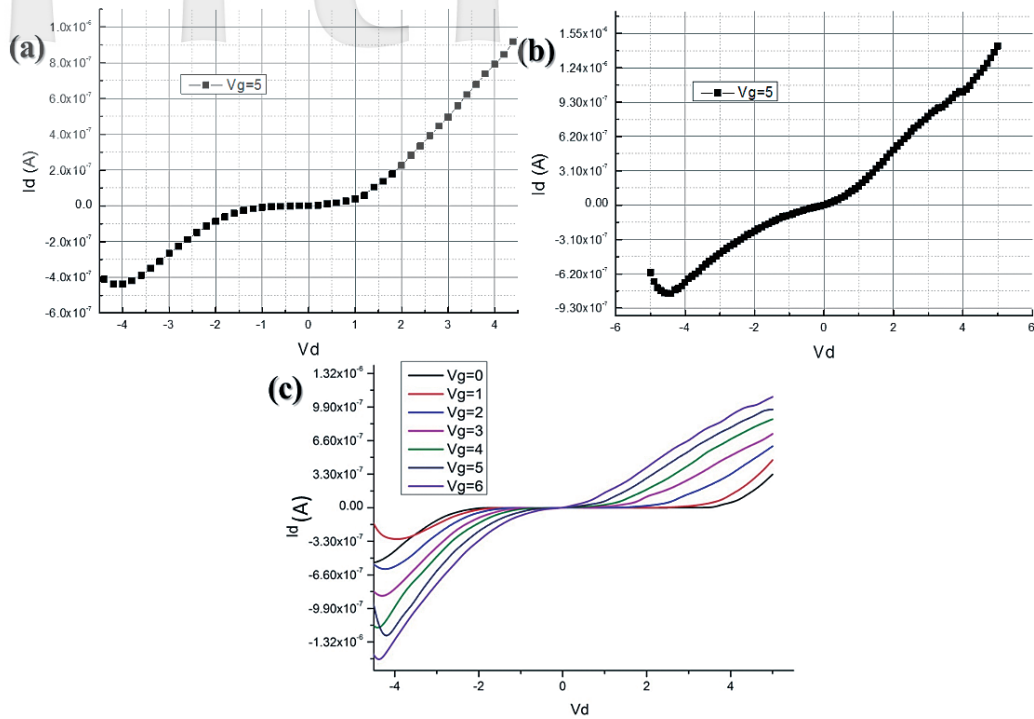 (a)
1.0x10⁻⁶
8.0x10⁻⁷
6.0x10⁻⁷
4.0x10⁻⁷
2.0x10⁻⁷
0.0
-2.0x10⁻⁷
-4.0x10⁻⁷
-6.0x10⁻⁷
Id (A)
Vg=5
-4 -3 -2 -1 0 1 2 3 4
Vd
(b)
1.55x10⁻⁶
1.24x10⁻⁶
9.30x10⁻⁷
6.20x10⁻⁷
3.10x10⁻⁷
0.00
-3.10x10⁻⁷
-6.20x10⁻⁷
-9.30x10⁻⁷
Id (A)
Vg=5
-6 -4 -2 0 2 4 6
Vd
(c)
1.32x10⁻⁶
9.90x10⁻⁷
6.60x10⁻⁷
3.30x10⁻⁷
0.00
-3.30x10⁻⁷
-6.60x10⁻⁷
-9.90x10⁻⁷
-1.32x10⁻⁶
Id (A)
Vg=0
Vg=1
Vg=2
Vg=3
Vg=4
Vg=5
Vg=6
-4 -2 0 2 4
Vd